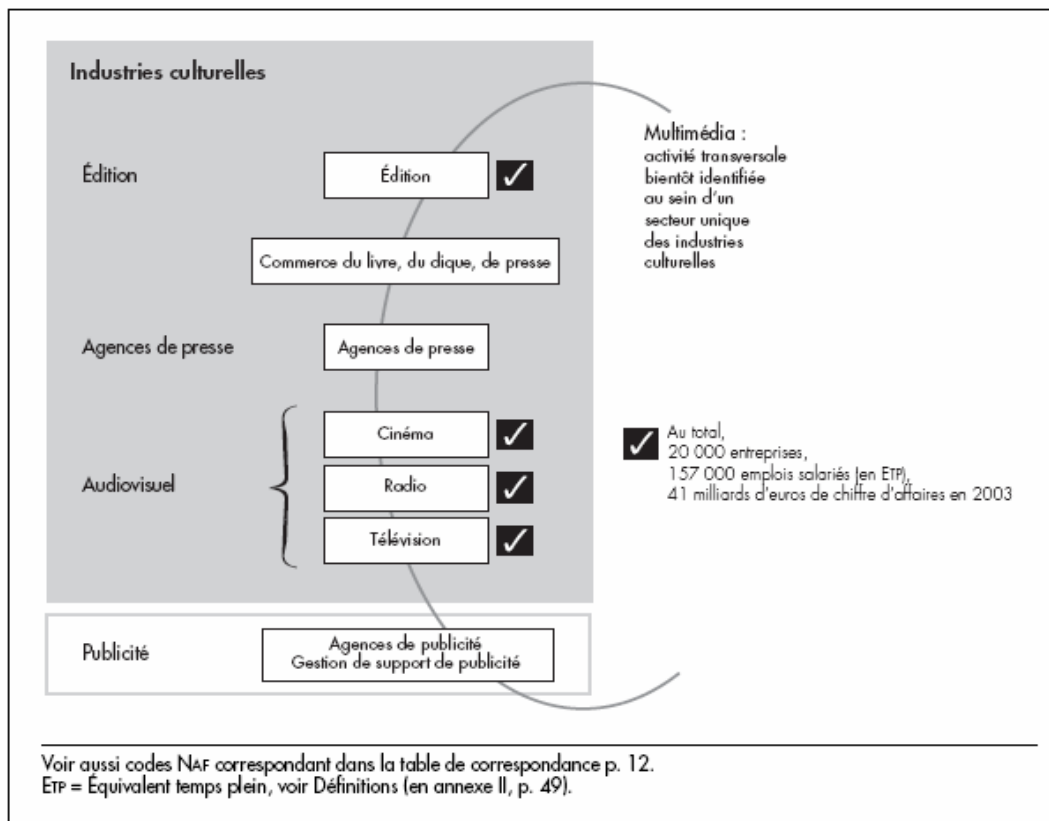 Industries culturelles
Édition
Édition
Commerce du livre, du dique, de presse
Agences de presse
Agences de presse
Audiovisuel
Cinéma
Radio
Télévision
Publicité
Agences de publicité
Gestion de support de publicité
Multimédia :
activité transversale
bientôt identifiée
au sein d'un
secteur unique
des industries
culturelles
Au total,
20 000 entreprises,
157 000 emplois salariés (en ETP),
41 milliards d'euros de chiffre d'affaires en 2003
Voir aussi codes NAF correspondant dans la table de correspondance p. 12.
ETP = Équivalent temps plein, voir Définitions (en annexe II, p. 49).